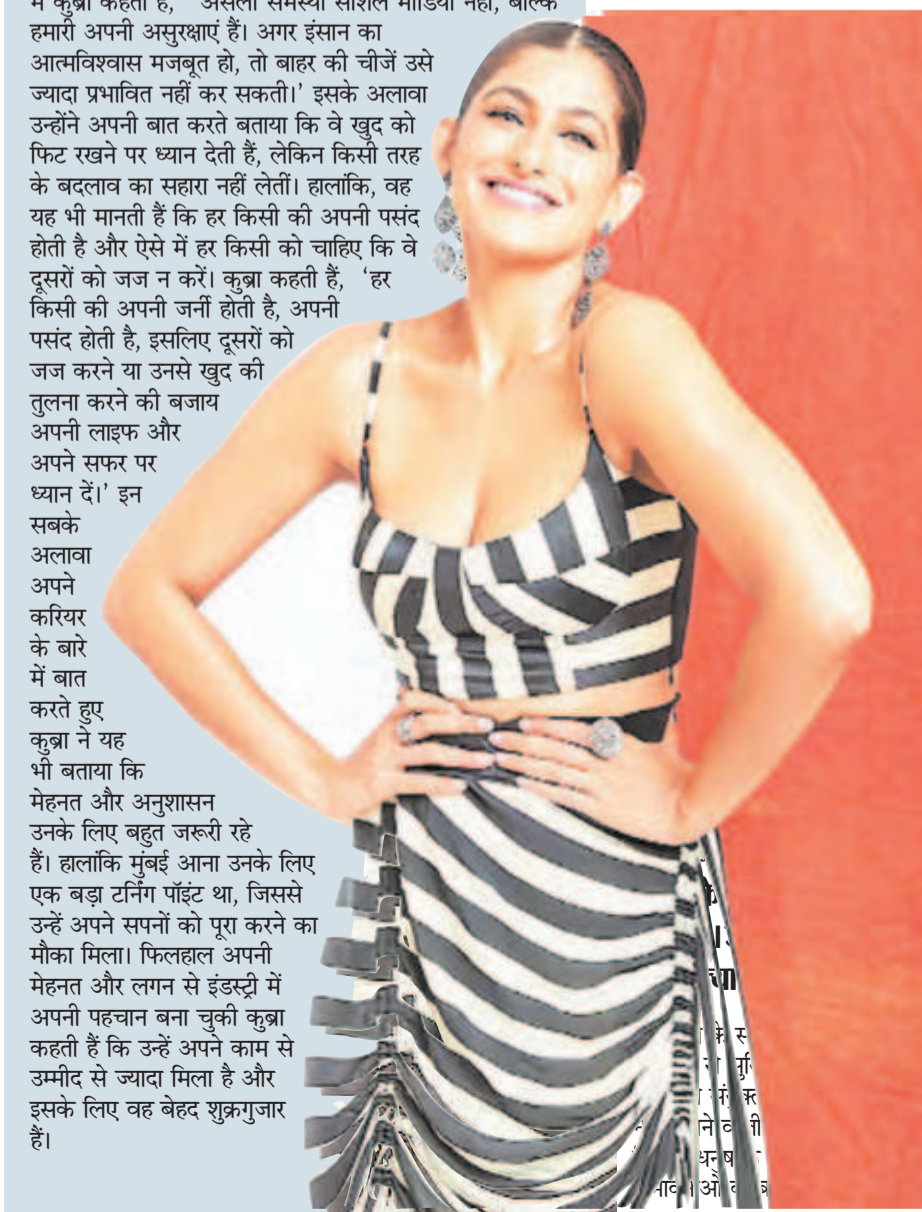 में कुब्रा कहती हैं, 'असली समस्या सोशल मीडिया नहीं, बल्कि
हमारी अपनी असुरक्षाएं हैं। अगर इंसान का
आत्मविश्वास मजबूत हो, तो बाहर की चीजें उसे
ज्यादा प्रभावित नहीं कर सकती।' इसके अलावा
उन्होंने अपनी बात करते बताया कि वे खुद को
फिट रखने पर ध्यान देती हैं, लेकिन किसी तरह
के बदलाव का सहारा नहीं लेतीं। हालांकि, वह
यह भी मानती हैं कि हर किसी की अपनी पसंद
होती है और ऐसे में हर किसी को चाहिए कि वे
दूसरों को जज न करें। कुब्रा कहती हैं, 'हर
किसी की अपनी जर्नी होती है, अपनी
पसंद होती है, इसलिए दूसरों को
जज करने या उनसे खुद की
तुलना करने की बजाय
अपनी लाइफ और
अपने सफर पर
ध्यान दें।' इन
सबके
अलावा
अपने
करियर
के बारे
में बात
करते हुए
कुब्रा ने यह
भी बताया कि
मेहनत और अनुशासन
उनके लिए बहुत जरूरी रहे
हैं। हालांकि मुंबई आना उनके लिए
एक बड़ा टर्निंग पॉइंट था, जिससे
उन्हें अपने सपनों को पूरा करने का
मौका मिला। फिलहाल अपनी
मेहनत और लगन से इंडस्ट्री में
अपनी पहचान बना चुकी कुब्रा
कहती हैं कि उन्हें अपने काम से
उम्मीद से ज्यादा मिला है और
इसके लिए वह बेहद शुक्रगुजार
हैं।